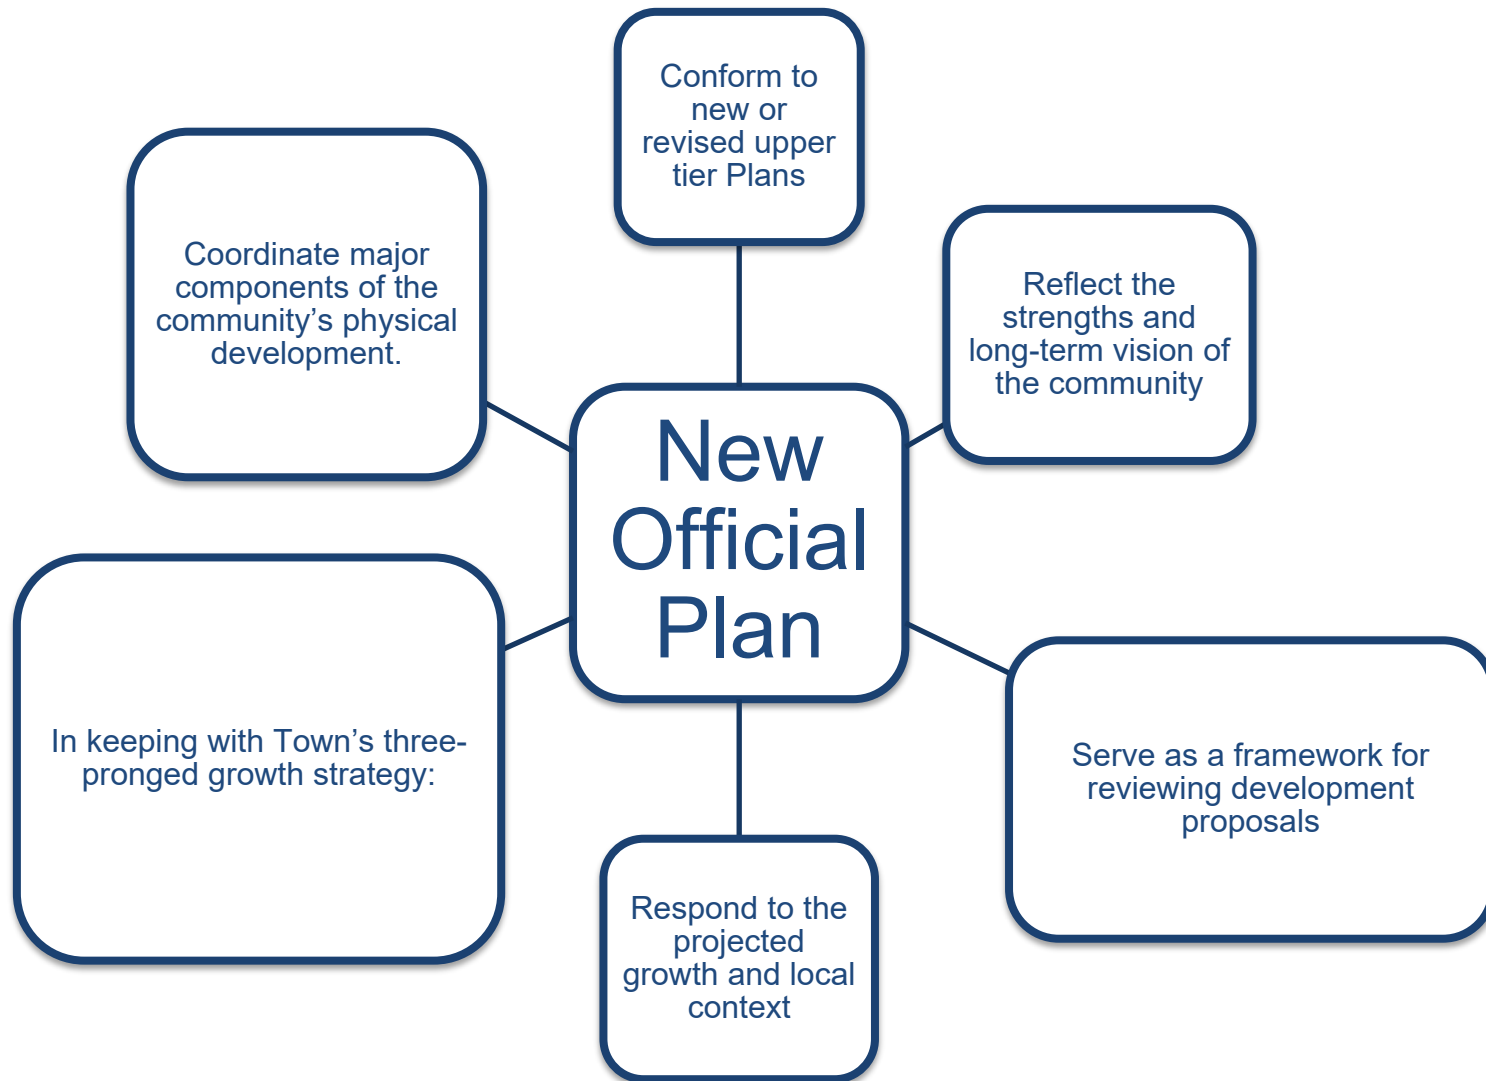 Conform to
new or
revised upper
tier Plans
Coordinate major
components of the
community’s physical
development.
Reflect the
strengths and
long-term vision of
the community
New
Official
Plan
In keeping with Town’s three-
pronged growth strategy:
Serve as a framework for
reviewing development
proposals
Respond to the
projected
growth and local
context